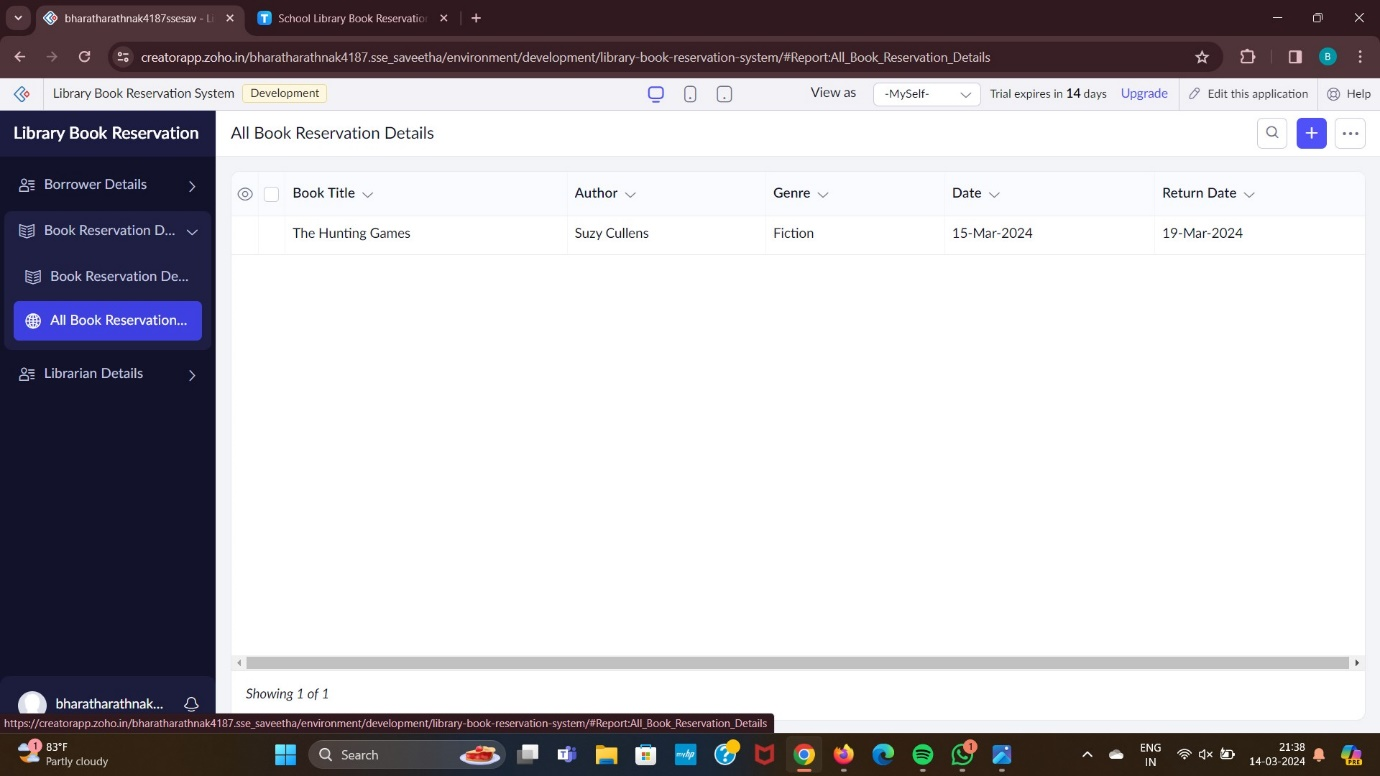 bharatharathnak4187ssesav - Li
School Library Book Reservation
creatorapp.zoho.in/bharatharathnak4187.sse_saveetha/environment/development/library-book-reservation-system/#Report:All_Book_Reservation_Details
B
Library Book Reservation System Development
View as -MySelf- Trial expires in 14 days Upgrade Edit this application Help
Library Book Reservation
All Book Reservation Details
Borrower Details
Book Reservation D...
Book Reservation De...
All Book Reservation...
Librarian Details
Book Title Author Genre Date Return Date
The Hunting Games Suzy Cullens Fiction 15-Mar-2024 19-Mar-2024
Showing 1 of 1
bharatharathnak...
https://creatorapp.zoho.in/bharatharathnak4187.sse_saveetha/environment/development/library-book-reservation-system/#Report:All_Book_Reservation_Details
1
83°F
Partly cloudy
Search
1
ENG
IN
21:38
14-03-2024
PRE